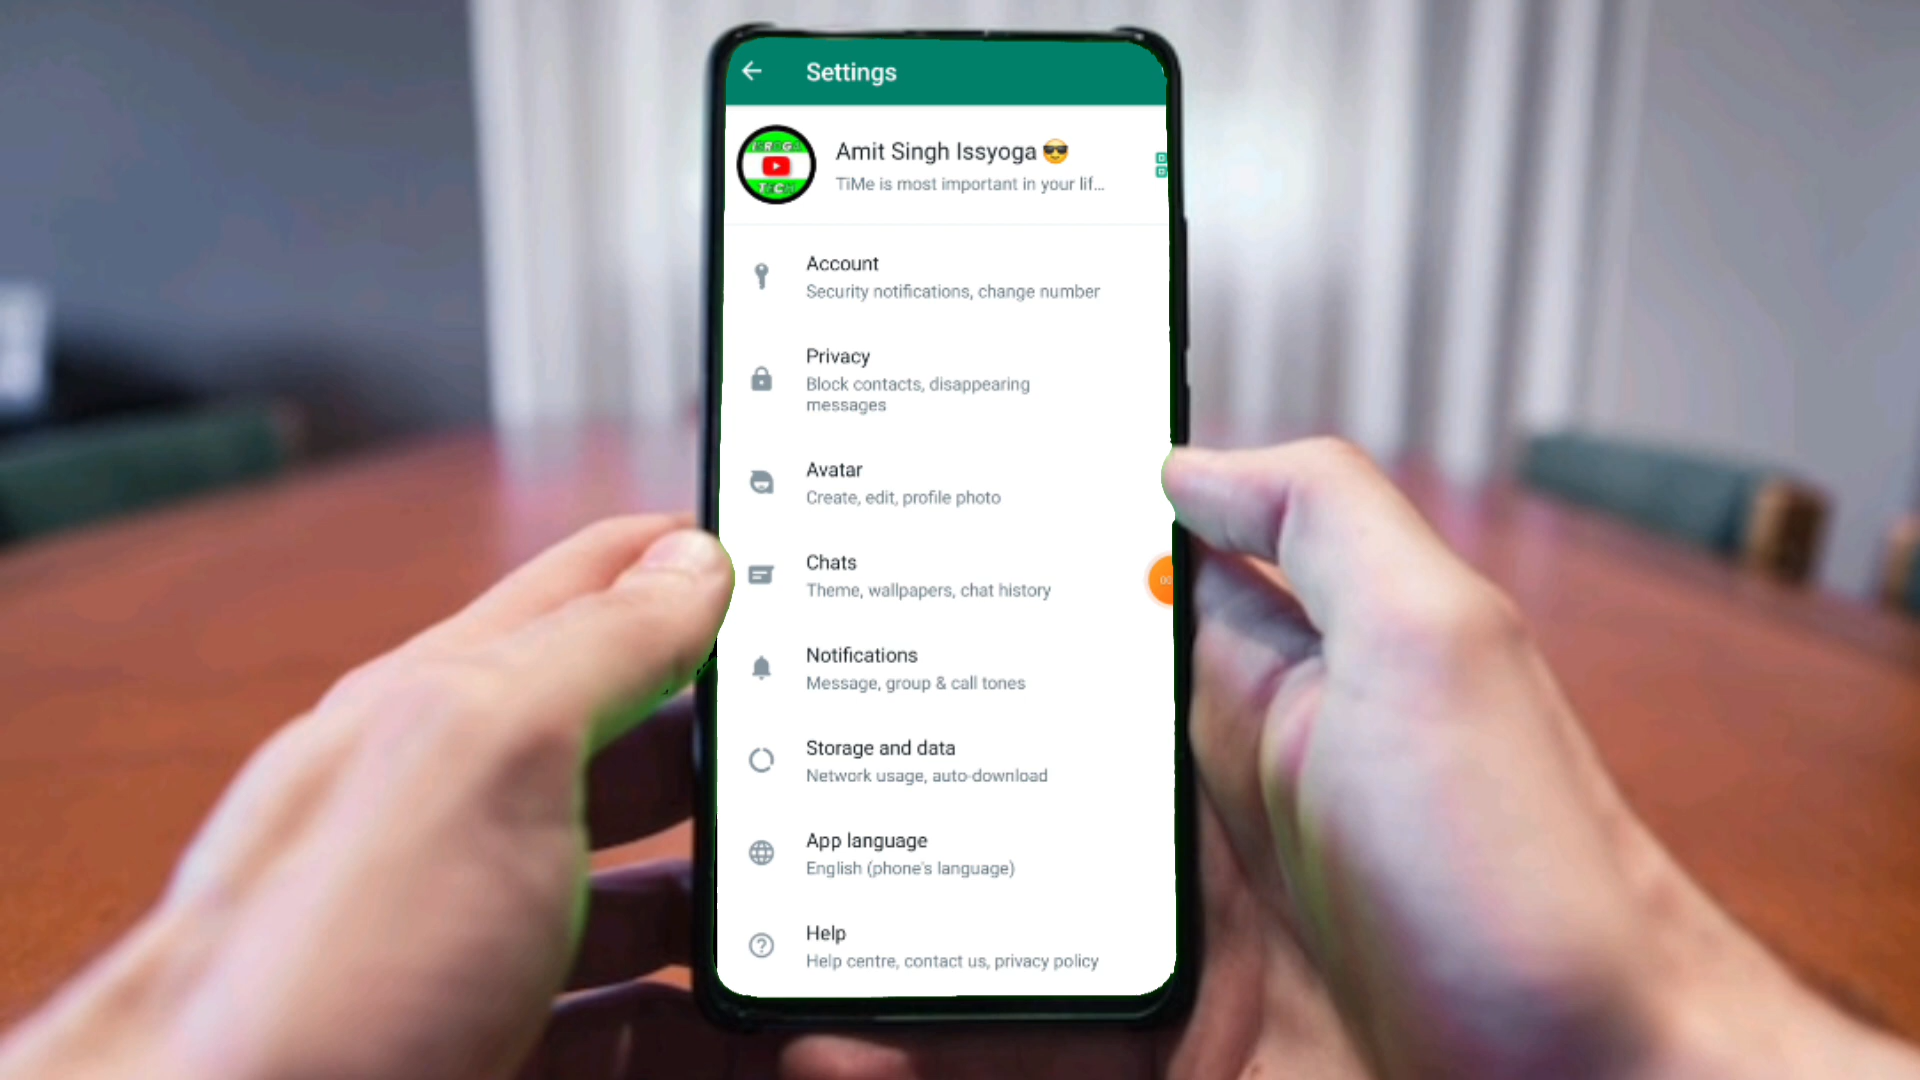 Settings
Amit Singh Issyoga 😎
TiMe is most important in your lif...
TECH
Account
Security notifications, change number
Privacy
Block contacts, disappearing
messages
Avatar
Create, edit, profile photo
Chats
Theme, wallpapers, chat history
Notifications
Message, group & call tones
Storage and data
Network usage, auto-download
App language
English (phone's language)
Help
Help centre, contact us, privacy policy